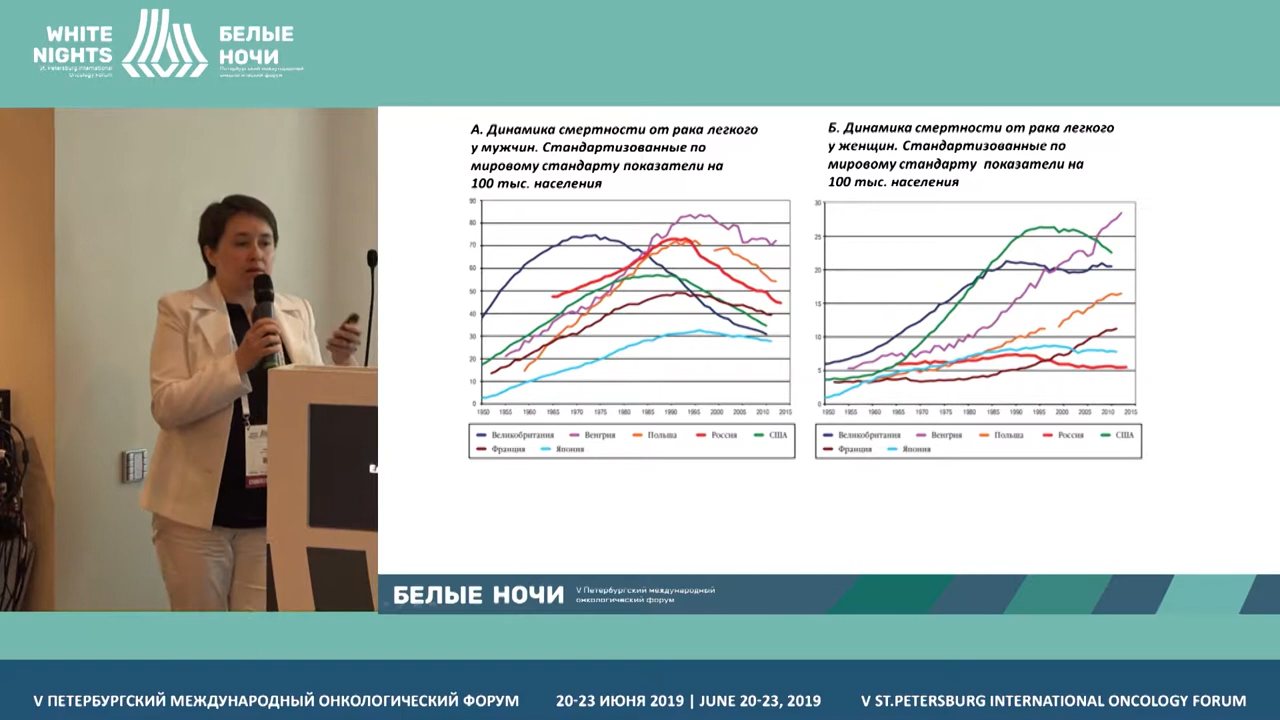 WHITE
NIGHTS
St. Petersburg International
Oncology Forum
БЕЛЫЕ
НОЧИ
Петербургский международный
онкологический форум
А. Динамика смертности от рака легкого
у мужчин. Стандартизованные по
мировому стандарту показатели на
100 тыс. населения
90
80
70
60
50
40
30
20
10
0
1950 1955 1960 1965 1970 1975 1980 1985 1990 1995 2000 2005 2010 2015
Великобритания Венгрия Польша Россия США
Франция Япония
Б. Динамика смертности от рака легкого
у женщин. Стандартизованные по
мировому стандарту показатели на
100 тыс. населения
30
25
20
15
10
5
0
1950 1955 1960 1965 1970 1975 1980 1985 1990 1995 2000 2005 2010 2015
Великобритания Венгрия Польша Россия США
Франция Япония
БЕЛЫЕ НОЧИ
V Петербургский международный
онкологический форум
V ПЕТЕРБУРГСКИЙ МЕЖДУНАРОДНЫЙ ОНКОЛОГИЧЕСКИЙ ФОРУМ 20-23 ИЮНЯ 2019 | JUNE 20-23, 2019 V ST.PETERSBURG INTERNATIONAL ONCOLOGY FORUM